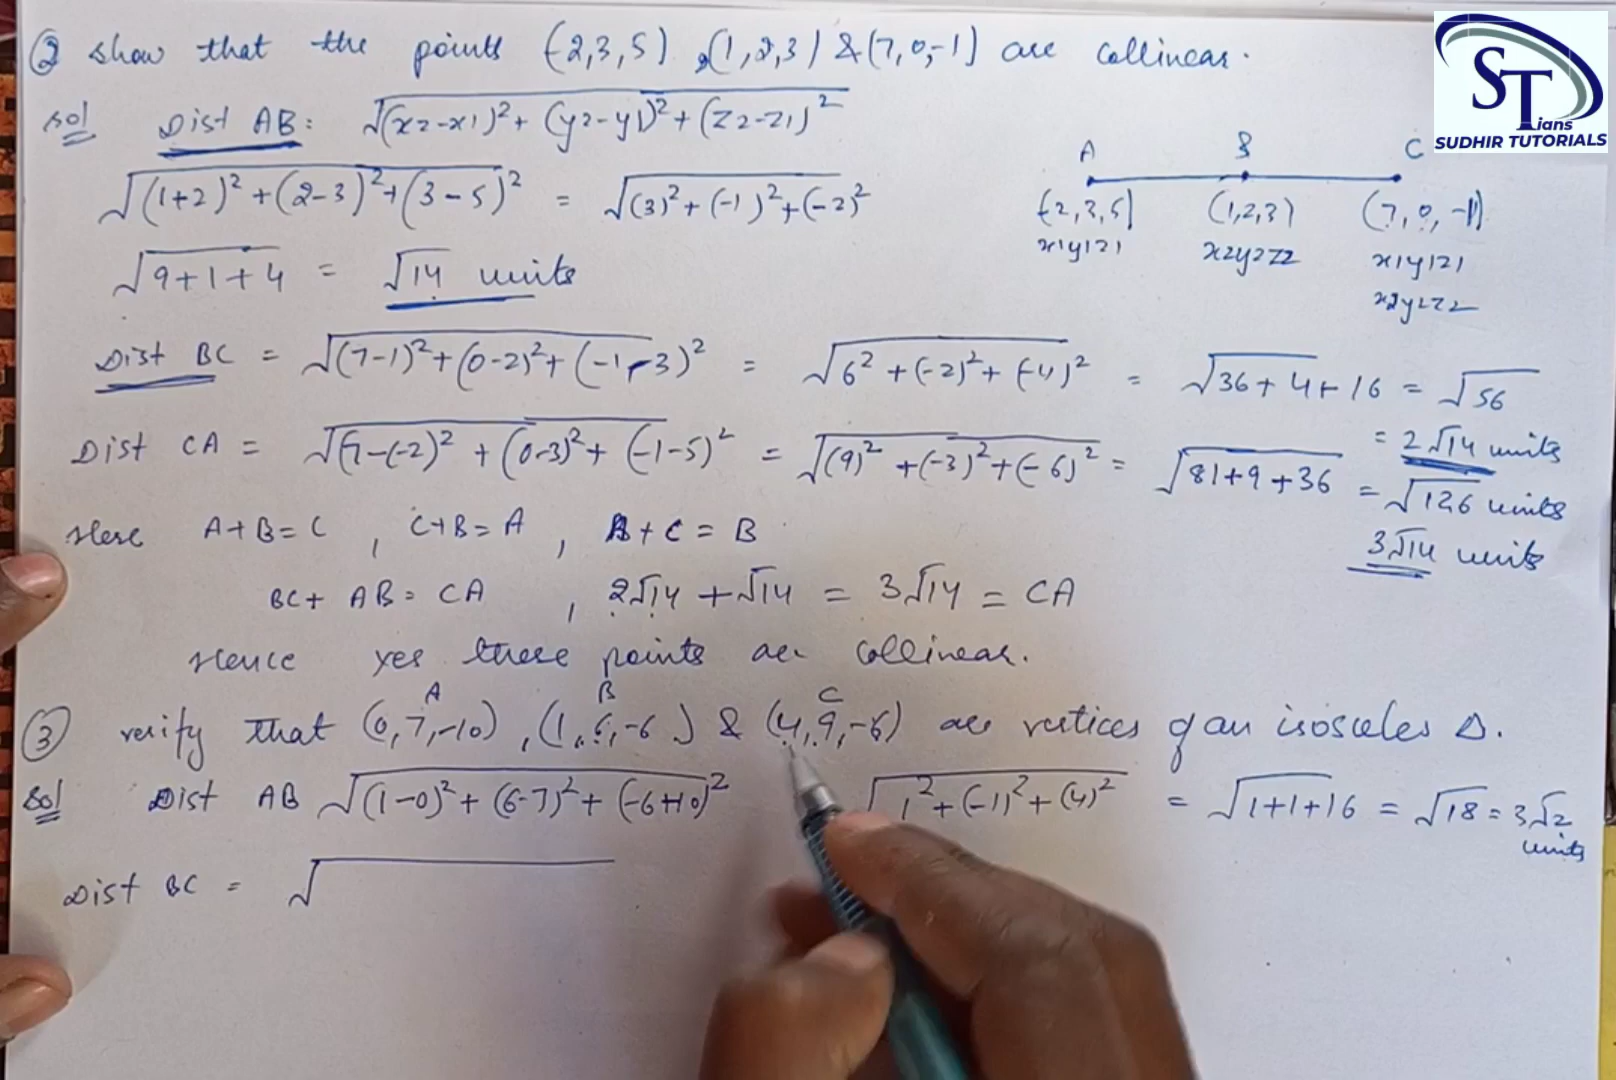 ② show that the points (-2,3,5), (1,2,3) & (7,0,-1) are collinear.
STians
SUDHIR TUTORIALS
Sol Dist AB: √(x2-x1)² + (y2-y1)² + (z2-z1)²
√(1+2)² + (2-3)² + (3-5)² = √(3)² + (-1)² + (-2)²
√9+1+4 = √14 units
A B C
(-2,3,5) (1,2,3) (7,0,-1)
x1y1z1 x2y2z2 x1y1z1
x2y2z2
Dist BC = √(7-1)² + (0-2)² + (-1-3)² = √6² + (-2)² + (-4)² = √36+4+16 = √56
= 2√14 units
Dist CA = √(7-(-2)² + (0-3)² + (-1-5)² = √(9)² + (-3)² + (-6)² = √81+9+36 = √126 units
3√14 units
Here A+B=C , C+B=A , A+C=B
BC+ AB = CA , 2√14 + √14 = 3√14 = CA
Hence yes these points are collinear.
A B C
③ verify that (0,7,-10), (1,6,-6) & (4,9,-6) are vertices of an isosceles Δ.
Sol Dist AB √(1-0)² + (6-7)² + (-6+10)² √1² + (-1)² + (4)² = √1+1+16 = √18 = 3√2
units
Dist BC = √